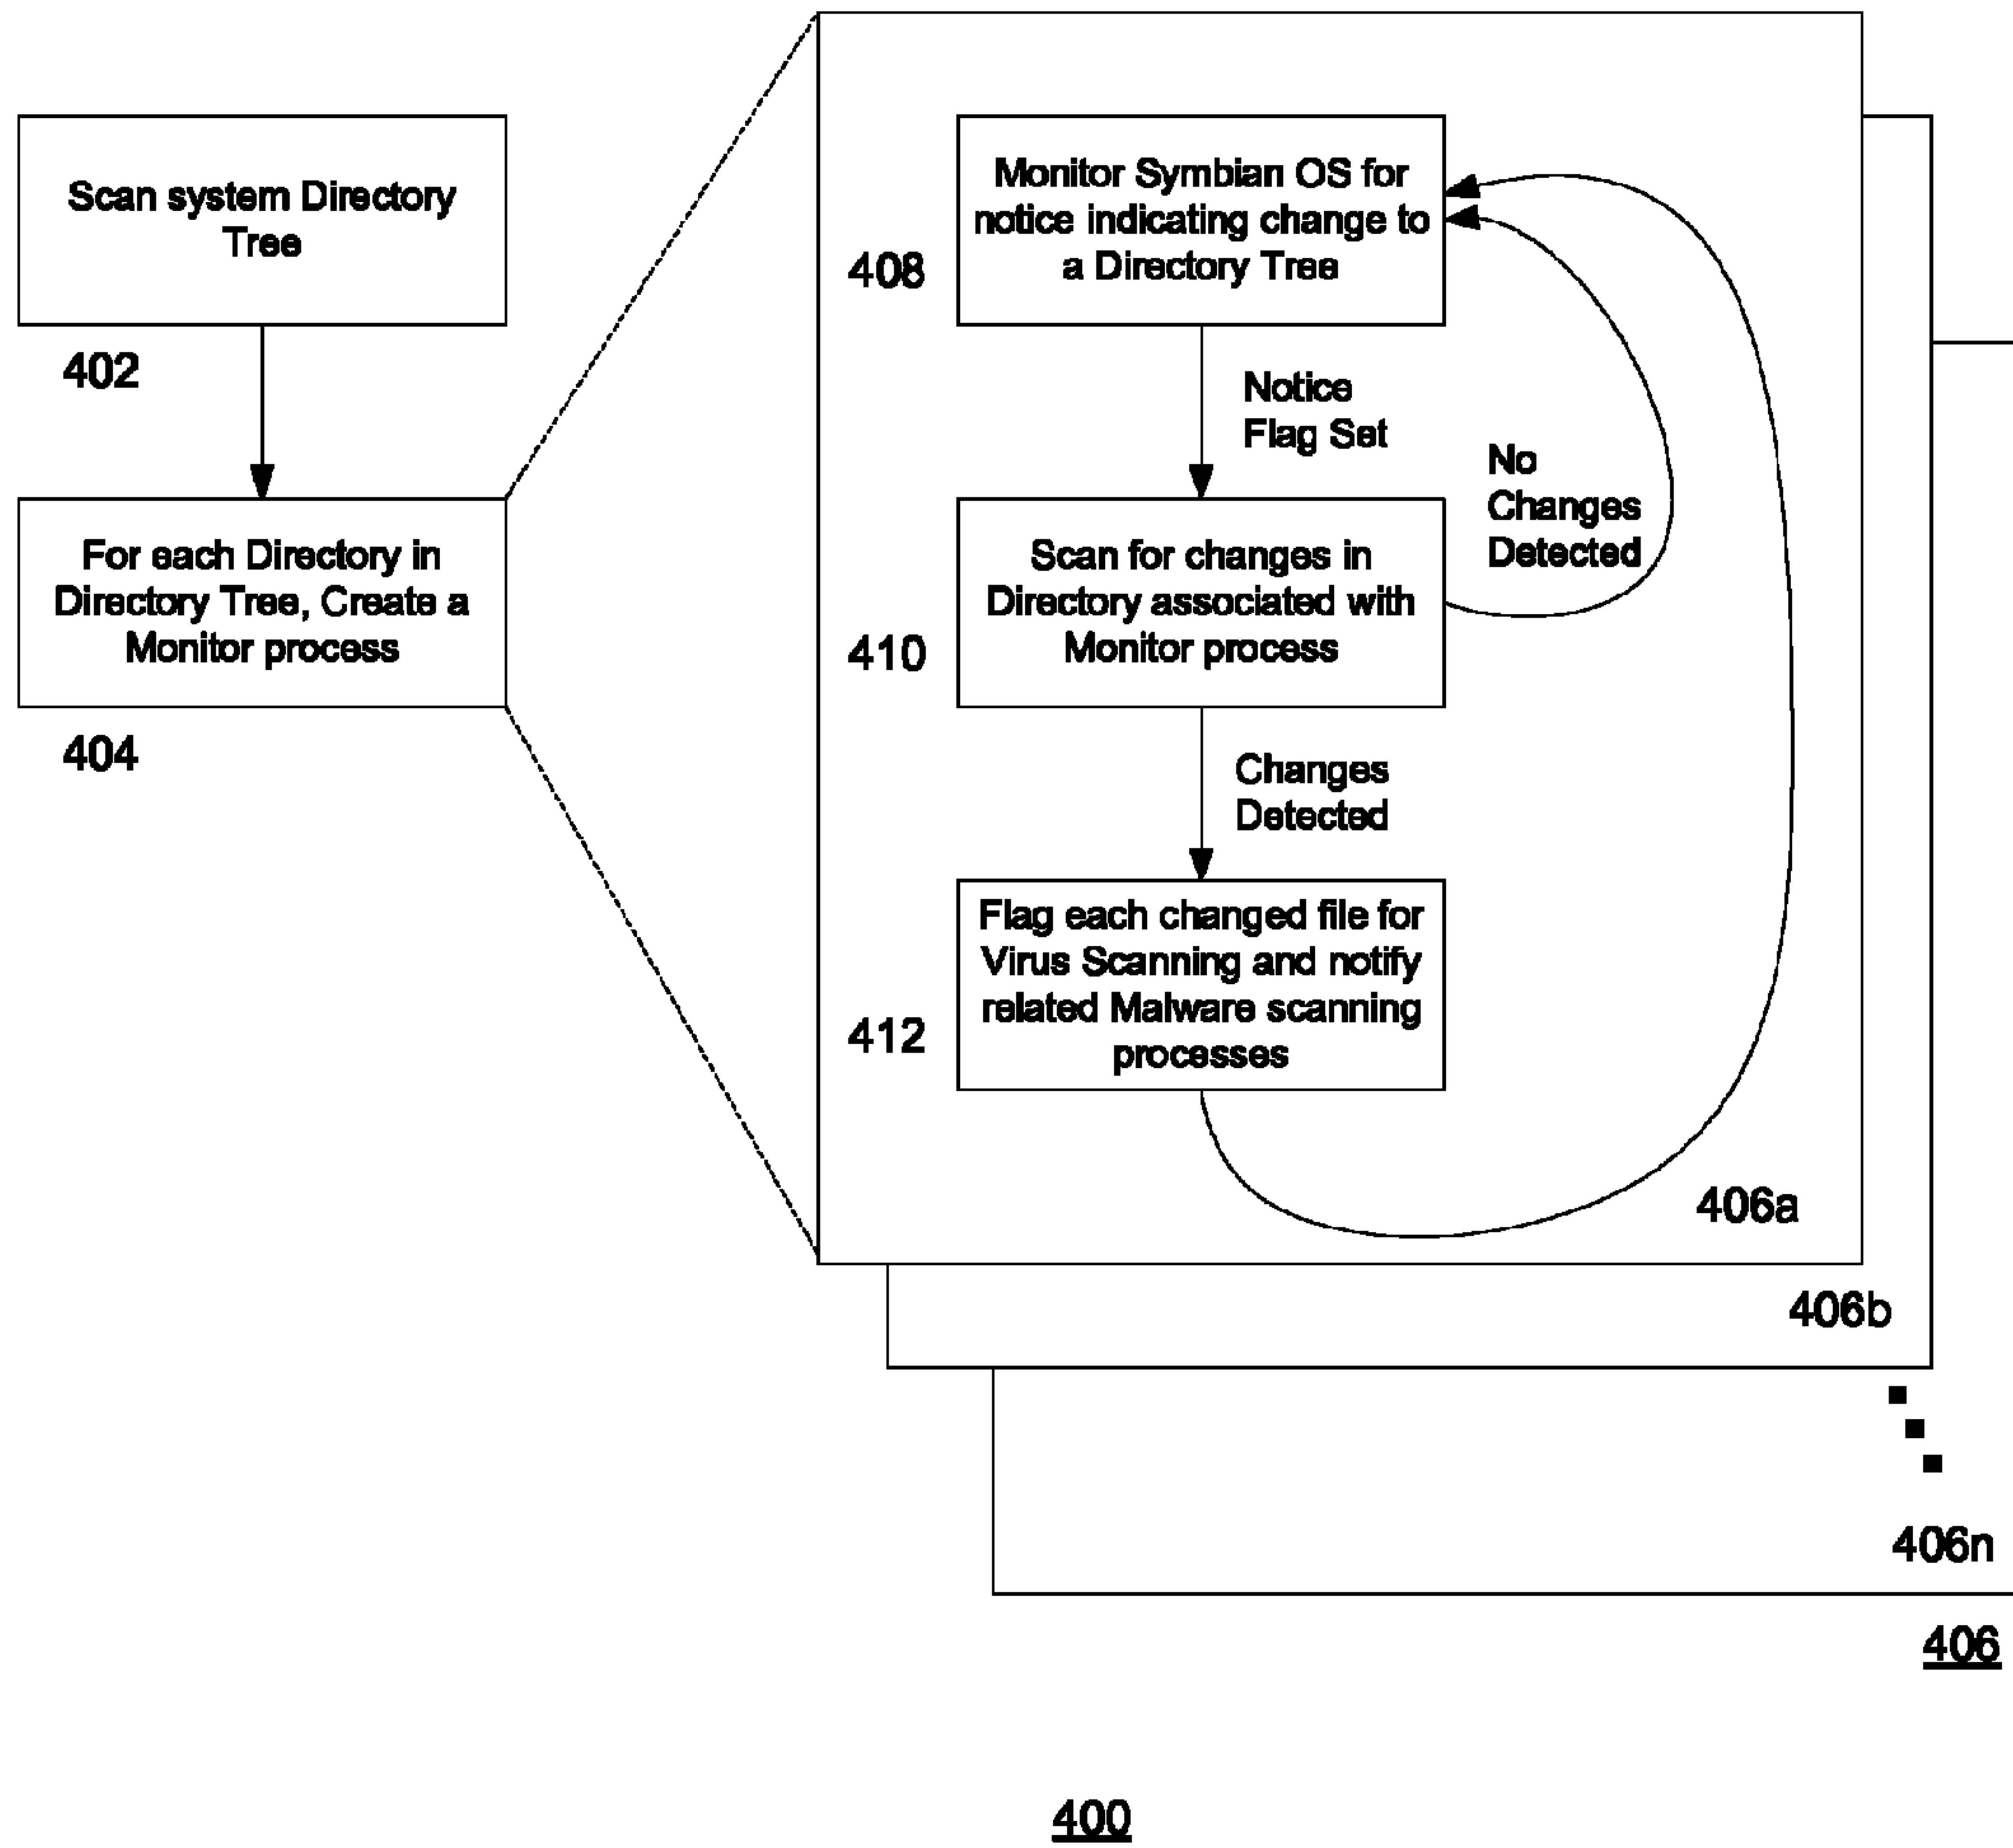 Scan system Directory
Tree
402
For each Directory in
Directory Tree, Create a
Monitor process
404
Monitor Symbian OS for
notice indicating change to
a Directory Tree
408
Notice
Flag Set
No
Changes
Detected
Scan for changes in
Directory associated with
Monitor process
410
Changes
Detected
Flag each changed file for
Virus Scanning and notify
related Malware scanning
processes
412
406a
406b
406n
406
400